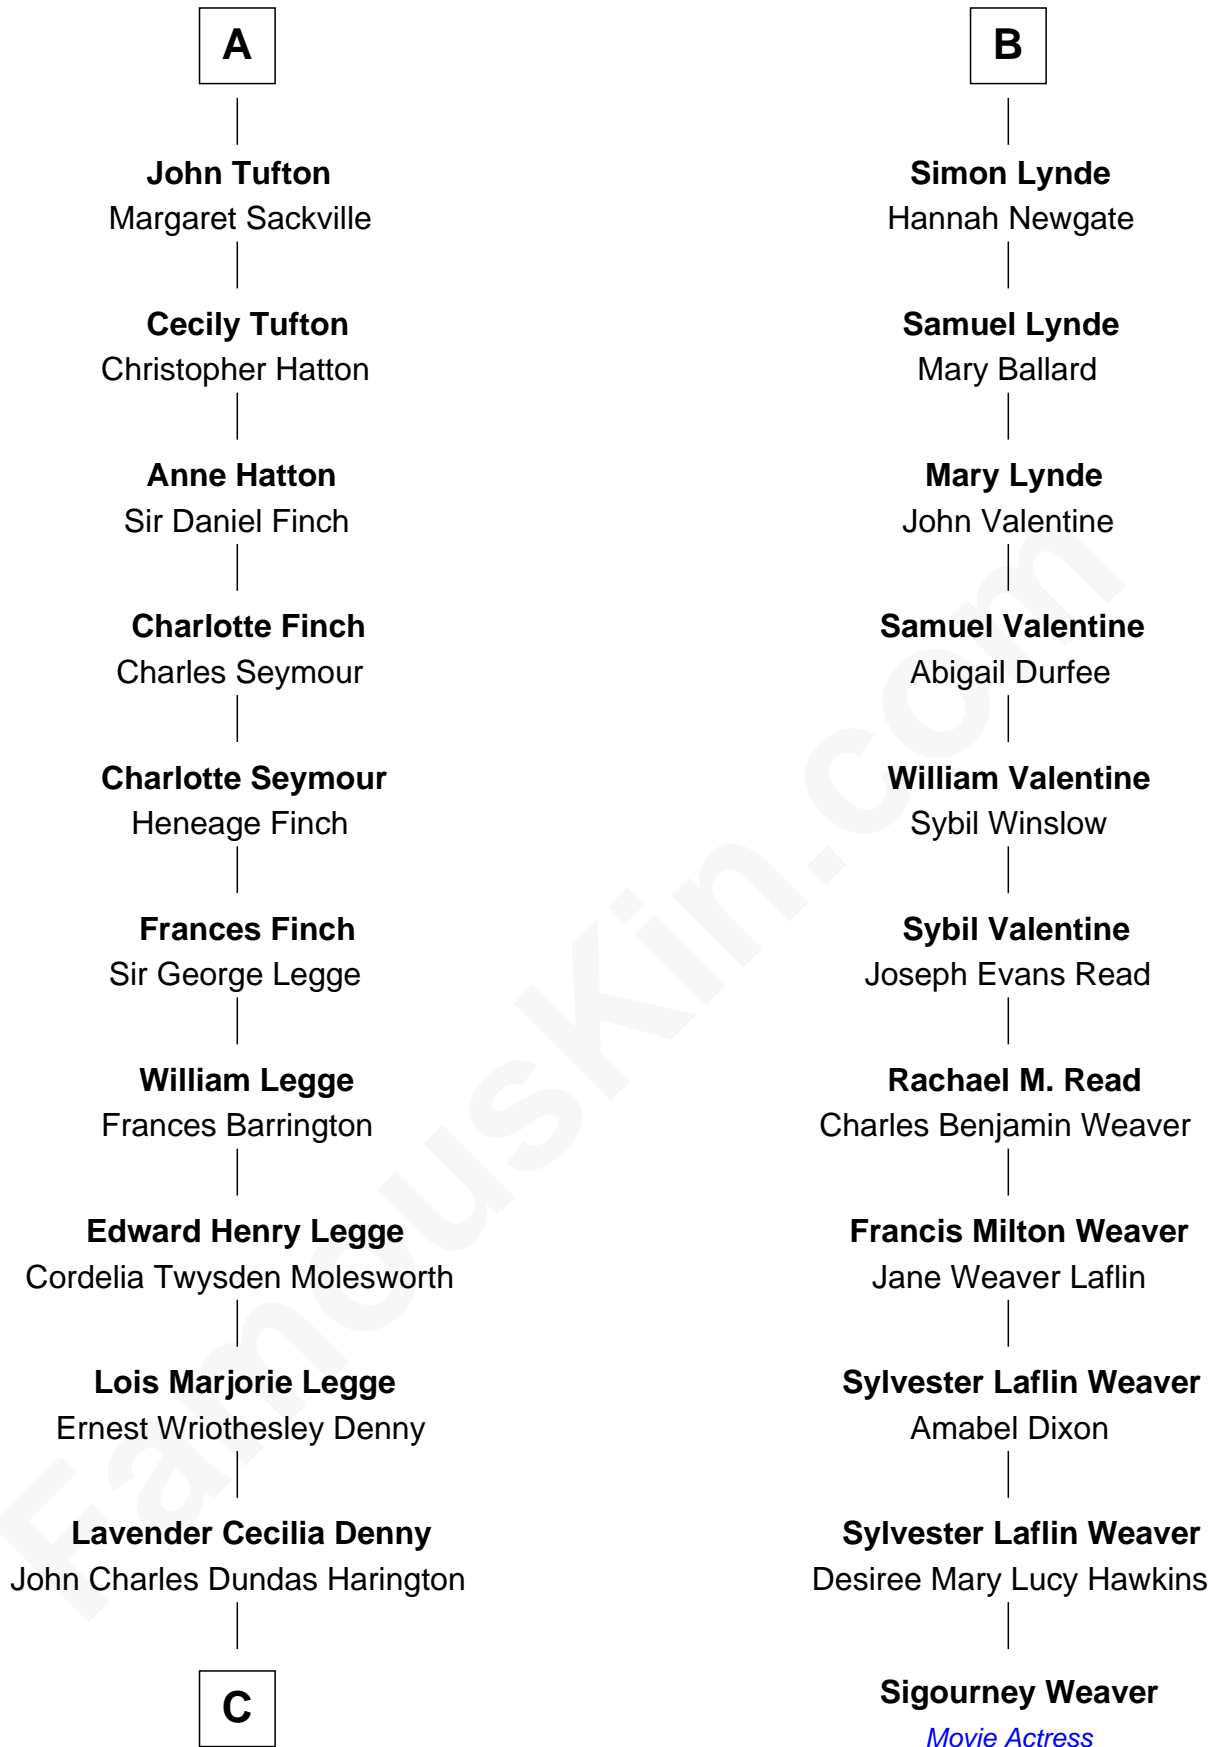 A
John Tufton
Margaret Sackville
Cecily Tufton
Christopher Hatton
Anne Hatton
Sir Daniel Finch
Charlotte Finch
Charles Seymour
Charlotte Seymour
Heneage Finch
Frances Finch
Sir George Legge
William Legge
Frances Barrington
Edward Henry Legge
Cordelia Twysden Molesworth
Lois Marjorie Legge
Ernest Wriothesley Denny
Lavender Cecilia Denny
John Charles Dundas Harington
C
B
Simon Lynde
Hannah Newgate
Samuel Lynde
Mary Ballard
Mary Lynde
John Valentine
Samuel Valentine
Abigail Durfee
William Valentine
Sybil Winslow
Sybil Valentine
Joseph Evans Read
Rachael M. Read
Charles Benjamin Weaver
Francis Milton Weaver
Jane Weaver Laflin
Sylvester Laflin Weaver
Amabel Dixon
Sylvester Laflin Weaver
Desiree Mary Lucy Hawkins
Sigourney Weaver
Movie Actress
FamousKin.com